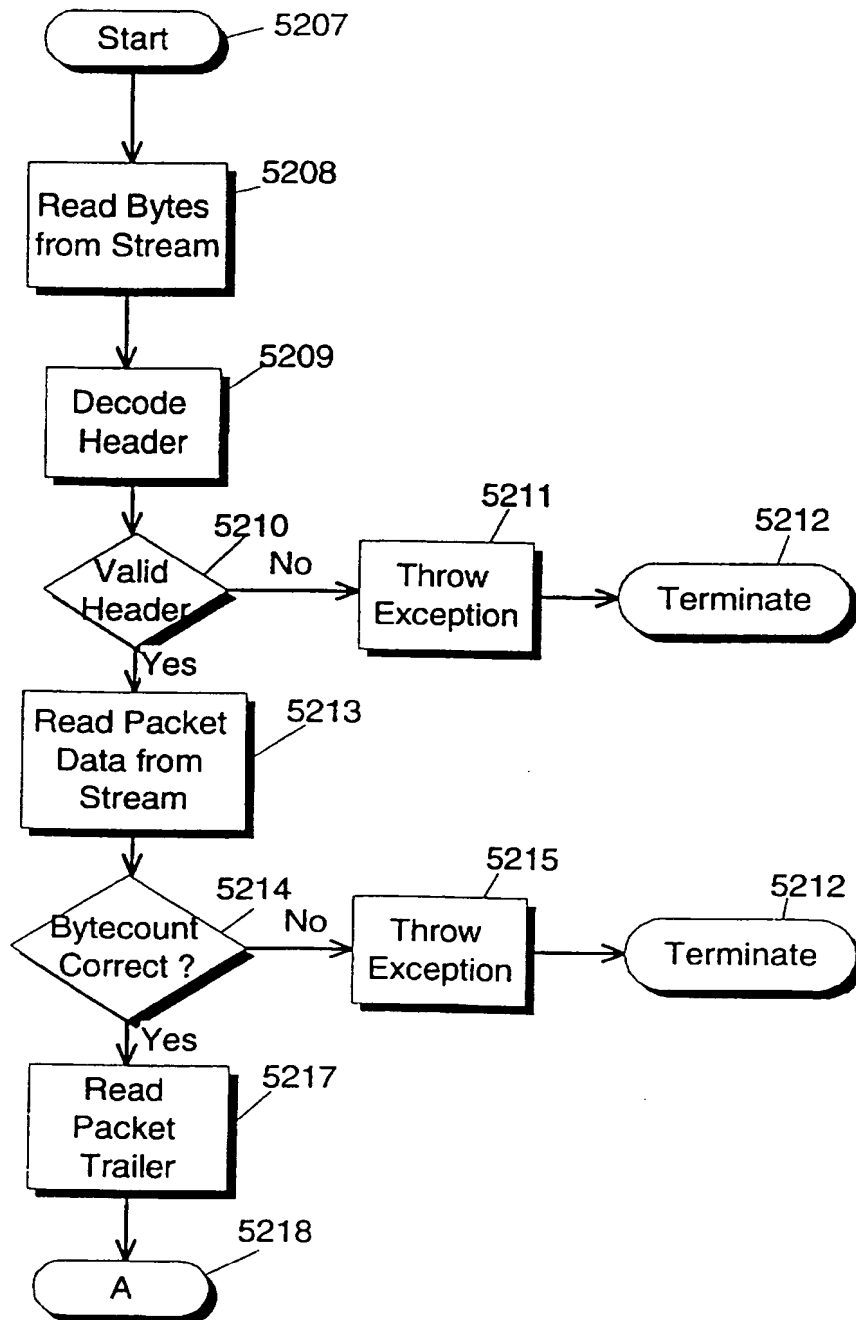 Start
5207
5208
Read Bytes
from Stream
5209
Decode
Header
5210
Valid
Header
No
5211
Throw
Exception
5212
Terminate
Yes
5213
Read Packet
Data from
Stream
5214
Bytecount
Correct ?
No
5215
Throw
Exception
5212
Terminate
Yes
5217
Read
Packet
Trailer
5218
A